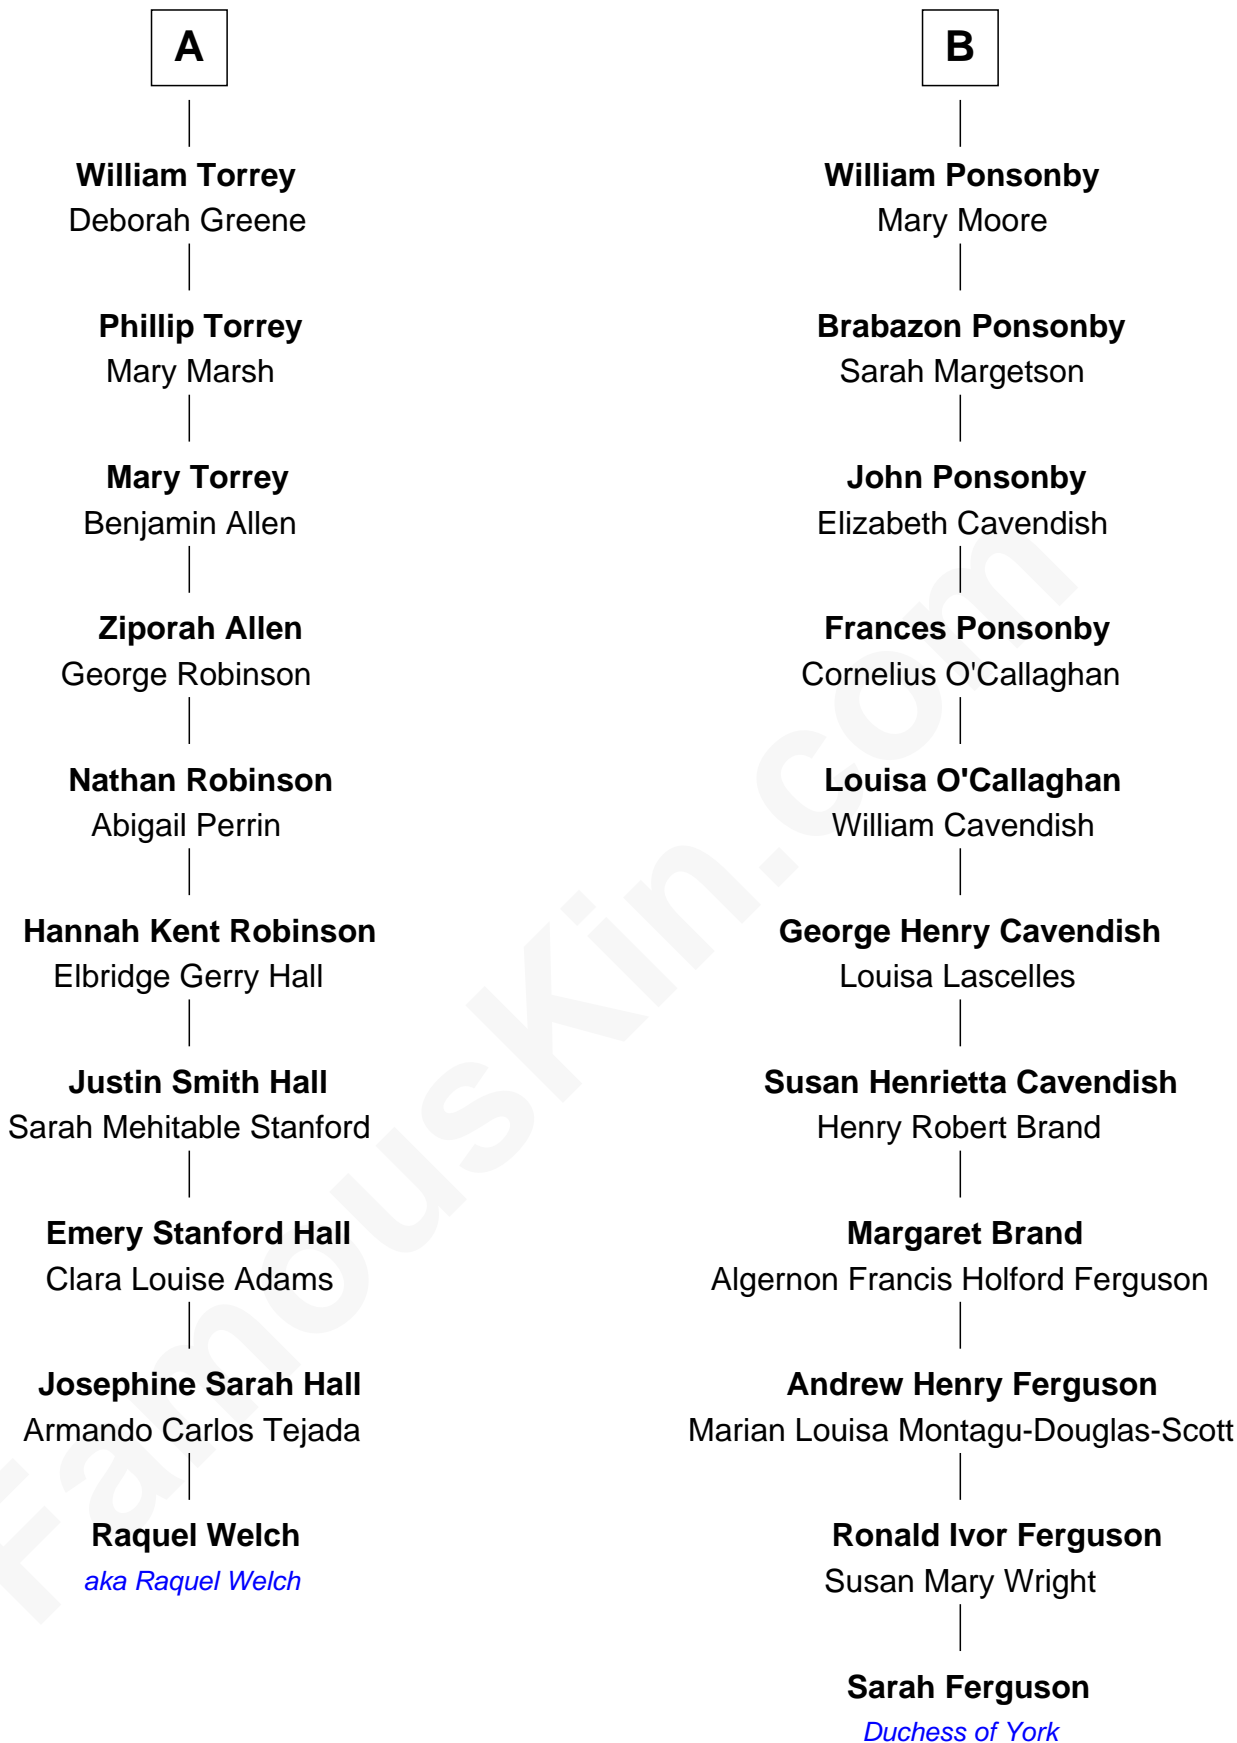 A
William Torrey
Deborah Greene
Phillip Torrey
Mary Marsh
Mary Torrey
Benjamin Allen
Ziporah Allen
George Robinson
Nathan Robinson
Abigail Perrin
Hannah Kent Robinson
Elbridge Gerry Hall
Justin Smith Hall
Sarah Mehitable Stanford
Emery Stanford Hall
Clara Louise Adams
Josephine Sarah Hall
Armando Carlos Tejada
Raquel Welch
aka Raquel Welch
B
William Ponsonby
Mary Moore
Brabazon Ponsonby
Sarah Margetson
John Ponsonby
Elizabeth Cavendish
Frances Ponsonby
Cornelius O'Callaghan
Louisa O'Callaghan
William Cavendish
George Henry Cavendish
Louisa Lascelles
Susan Henrietta Cavendish
Henry Robert Brand
Margaret Brand
Algernon Francis Holford Ferguson
Andrew Henry Ferguson
Marian Louisa Montagu-Douglas-Scott
Ronald Ivor Ferguson
Susan Mary Wright
Sarah Ferguson
Duchess of York
FamousKin.com